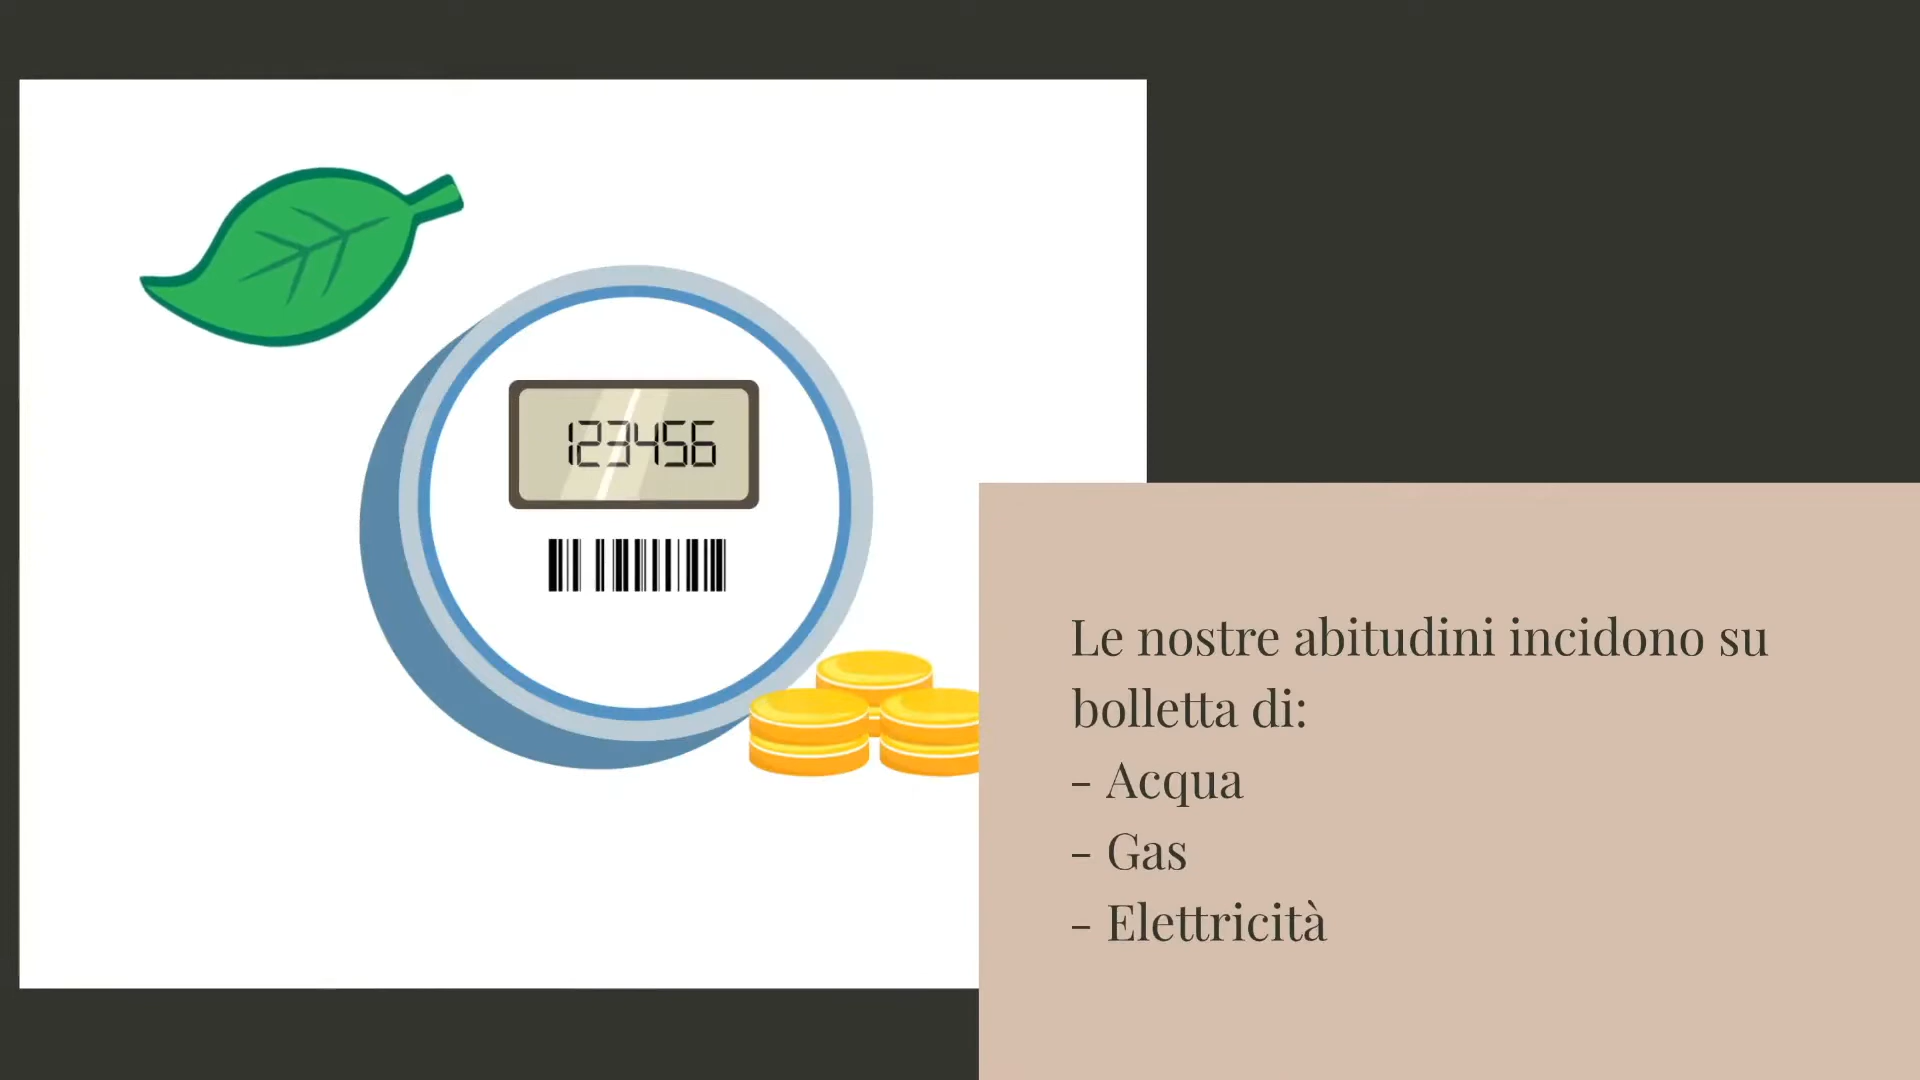 123456
Le nostre abitudini incidono su
bolletta di:
- Acqua
- Gas
- Elettricità